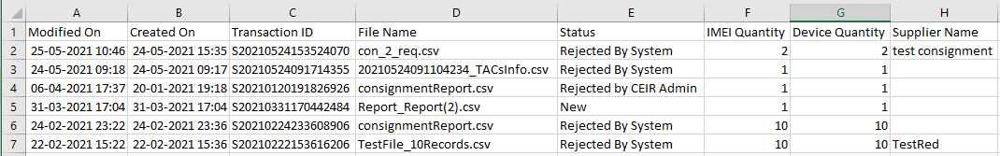 A B C D E F G H
1 Modified On Created On Transaction ID File Name Status IMEI Quantity Device Quantity Supplier Name
2 25-05-2021 10:46 24-05-2021 15:35 S20210524153524070 con_2_req.csv Rejected By System 2 2 test consignment
3 24-05-2021 09:18 24-05-2021 09:17 S20210524091714355 20210524091104234_TACsInfo.csv Rejected By System 1 1
4 06-04-2021 17:37 20-01-2021 19:18 S20210120191826926 consignmentReport.csv Rejected by CEIR Admin 1 1
5 31-03-2021 17:04 31-03-2021 17:04 S20210331170442484 Report_Report(2).csv New 1 1
6 24-02-2021 23:22 24-02-2021 23:36 S20210224233608906 consignmentReport.csv Rejected By System 10 10
7 22-02-2021 15:22 22-02-2021 15:36 S20210222153616206 TestFile_10Records.csv Rejected By System 10 10 TestRed